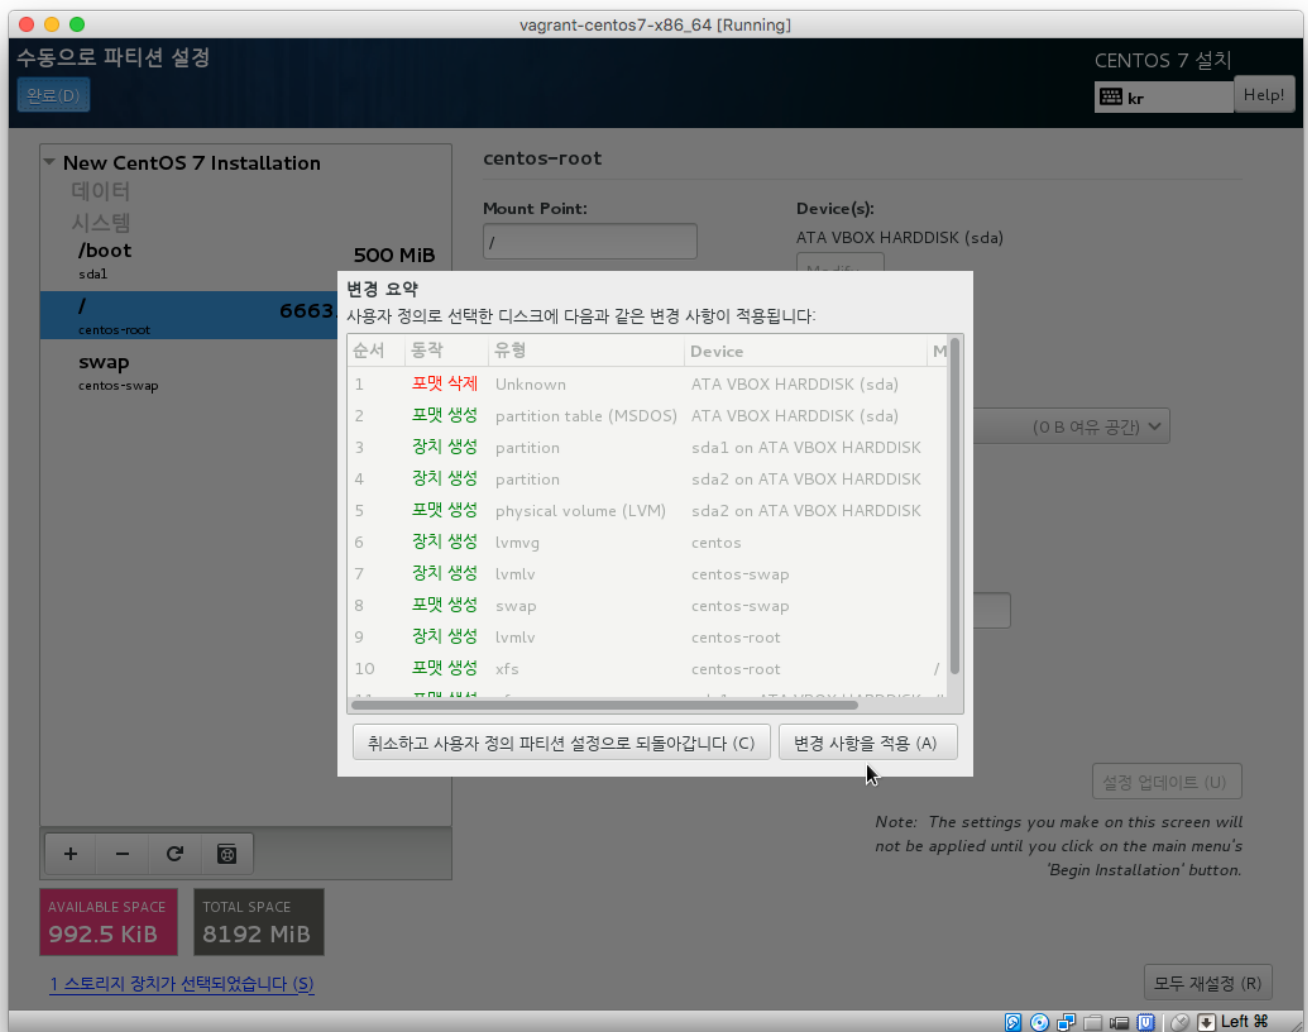 vagrant-centos7-x86_64 [Running]
수동으로 파티션 설정
CENTOS 7 설치
완료(D)
kr
Help!
New CentOS 7 Installation
데이터
시스템
/boot
500 MiB
sda1
/
6663
centos-root
swap
centos-swap
centos-root
Mount Point:
Device(s):
/
ATA VBOX HARDDISK (sda)
변경 요약
사용자 정의로 선택한 디스크에 다음과 같은 변경 사항이 적용됩니다:
순서 동작 유형 Device M
1 포맷 삭제 Unknown ATA VBOX HARDDISK (sda)
2 포맷 생성 partition table (MSDOS) ATA VBOX HARDDISK (sda)
3 장치 생성 partition sda1 on ATA VBOX HARDDISK
4 장치 생성 partition sda2 on ATA VBOX HARDDISK
5 포맷 생성 physical volume (LVM) sda2 on ATA VBOX HARDDISK
6 장치 생성 lvmvg centos
7 장치 생성 lvmlv centos-swap
8 포맷 생성 swap centos-swap
9 장치 생성 lvmlv centos-root
10 포맷 생성 xfs centos-root /
(0 B 여유 공간)
취소하고 사용자 정의 파티션 설정으로 되돌아갑니다 (C)
변경 사항을 적용 (A)
설정 업데이트 (U)
Note: The settings you make on this screen will
not be applied until you click on the main menu's
'Begin Installation' button.
AVAILABLE SPACE
992.5 KiB
TOTAL SPACE
8192 MiB
1 스토리지 장치가 선택되었습니다 (S)
모두 재설정 (R)
Left ⌘